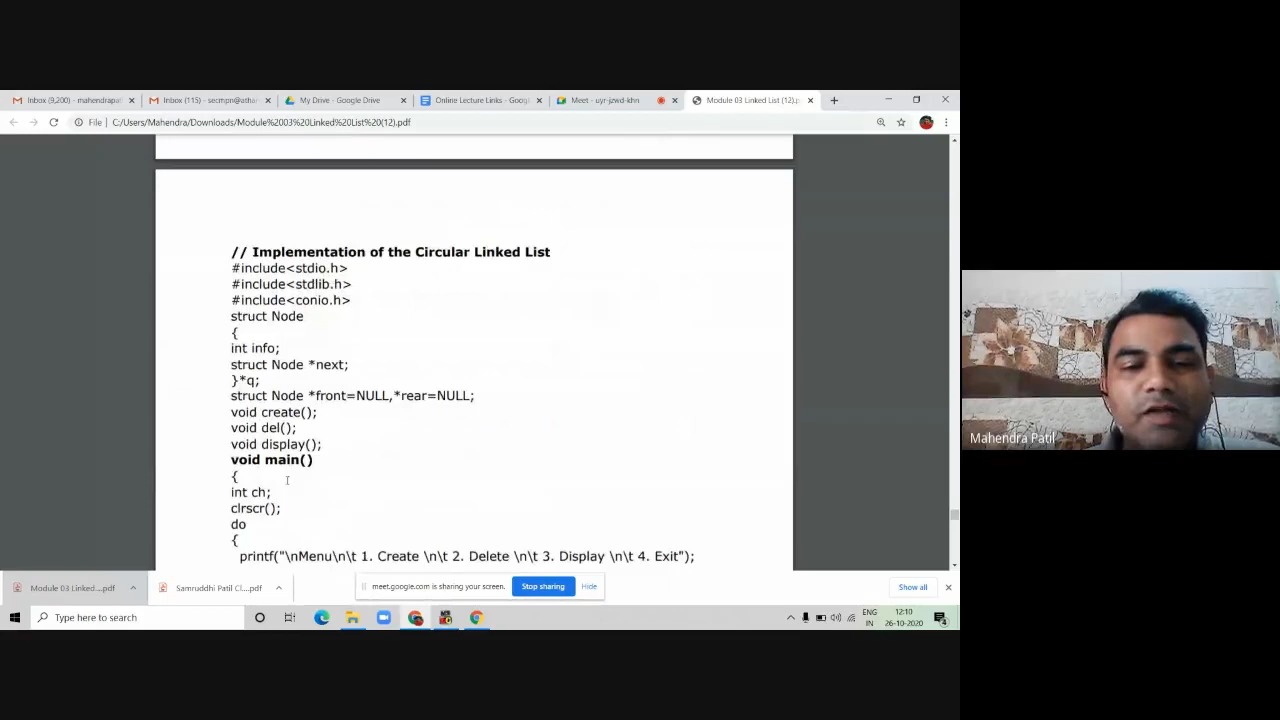 Inbox (9,200) - mahendrapat
Inbox (115) - secmpn@athar
My Drive - Google Drive
Online Lecture Links - Googl
Meet - uyr-jzwd-khn
Module 03 Linked List (12).p
File
C:/Users/Mahendra/Downloads/Module%2003%20Linked%20List%20(12).pdf
// Implementation of the Circular Linked List
#include<stdio.h>
#include<stdlib.h>
#include<conio.h>
struct Node
{
int info;
struct Node *next;
}*q;
struct Node *front=NULL,*rear=NULL;
void create();
void del();
void display();
void main()
{
int ch;
clrscr();
do
{
printf("\nMenu\n\t 1. Create \n\t 2. Delete \n\t 3. Display \n\t 4. Exit");
Mahendra Patil
Module 03 Linked....pdf
Samruddhi Patil Cl....pdf
meet.google.com is sharing your screen.
Stop sharing
Hide
Show all
Type here to search
ENG
IN
12:10
26-10-2020
4